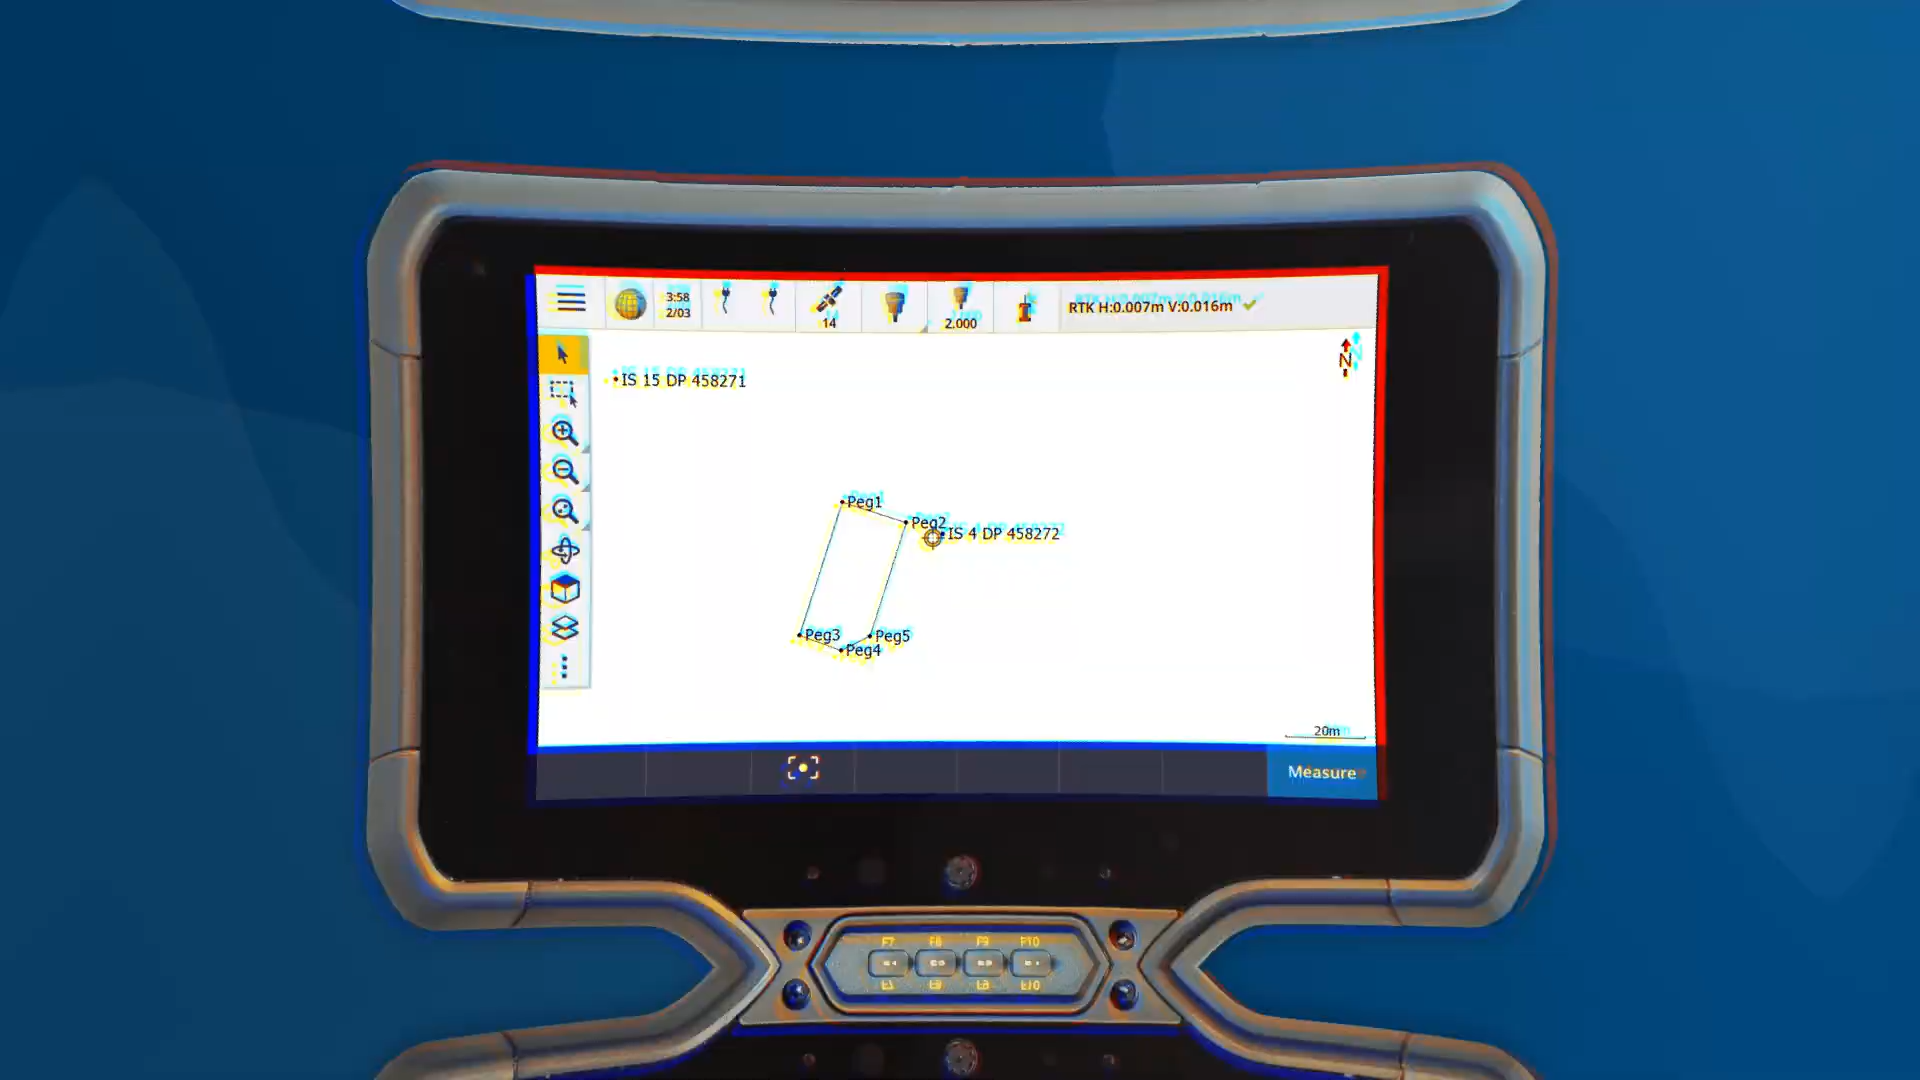 3:58
2/03
14
2.000
RTK H:0.007m V:0.016m
N
IS 15 DP 458271
Peg1
Peg2
IS 4 DP 458272
Peg3
Peg5
Peg4
20m
Measure
F7 F8 F9 F10